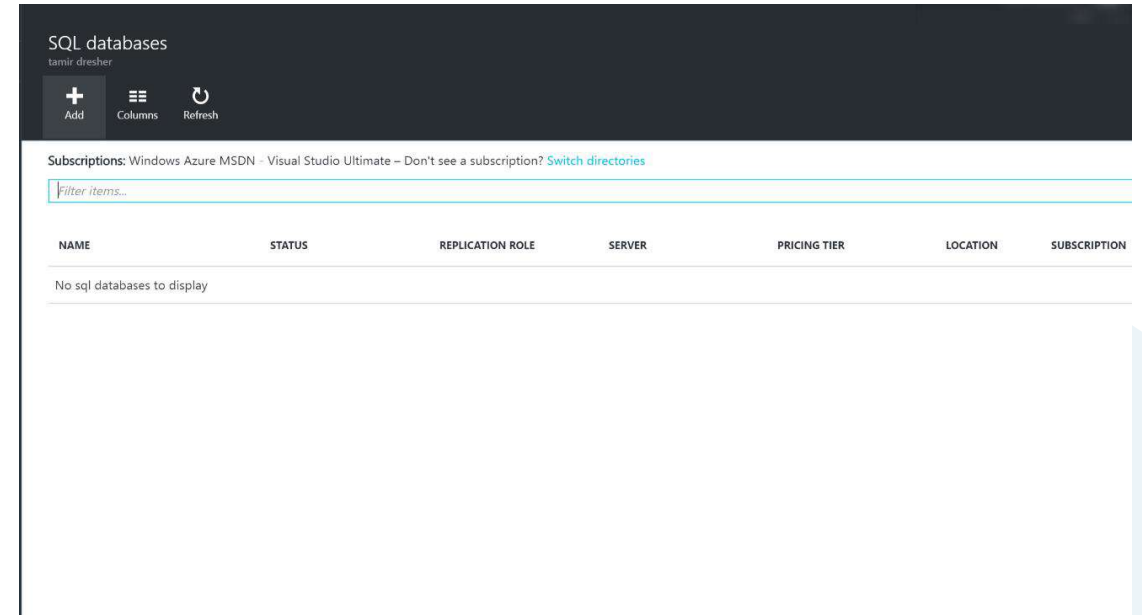 SQL databases
tamir dresher
Add Columns Refresh
Subscriptions: Windows Azure MSDN - Visual Studio Ultimate – Don't see a subscription? Switch directories
Filter items...
NAME STATUS REPLICATION ROLE SERVER PRICING TIER LOCATION SUBSCRIPTION
No sql databases to display